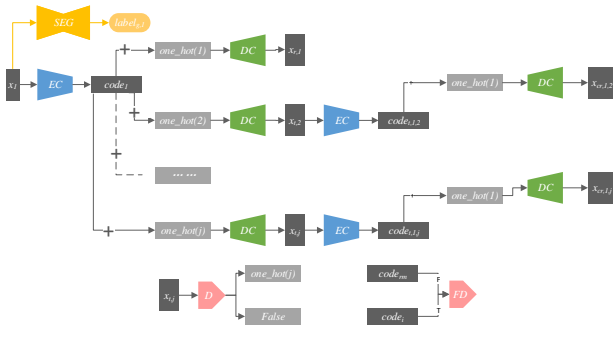 SEG
label_{g,1}
x_1
EC
code_1
one_hot(1)
DC
x_{r,1}
one_hot(2)
DC
x_{t,2}
EC
code_{t,1,2}
one_hot(1)
DC
x_{cr,1,2}
... ...
one_hot(j)
DC
x_{t,j}
EC
code_{t,1,j}
one_hot(1)
DC
x_{cr,1,j}
x_{t,j}
D
one_hot(j)
False
code_{rm}
F
FD
T
code_i